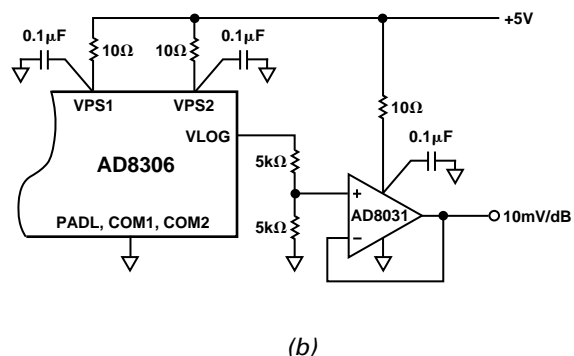 +5V
0.1μF
10Ω
10Ω
0.1μF
10Ω
VPS1
VPS2
0.1μF
VLOG
AD8306
5kΩ
+
AD8031
10mV/dB
PADL, COM1, COM2
5kΩ
–
(b)